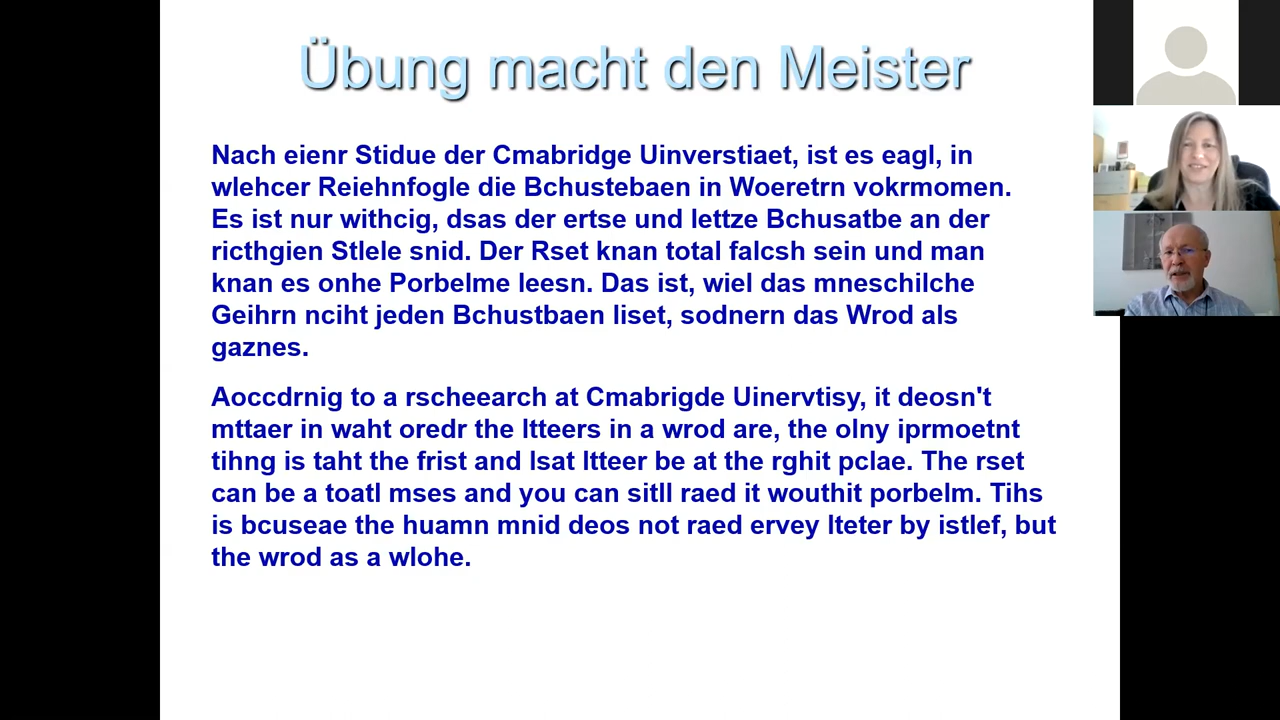 Übung macht den Meister
Nach eienr Stidue der Cmabridge Uinverstiaet, ist es eagl, in
wlehcer Reiehnfogle die Bchustebaen in Woeretrn vokrmomen.
Es ist nur withcig, dsas der ertse und lettze Bchusatbe an der
ricthgien Stlele snid. Der Rset knan total falcsh sein und man
knan es onhe Porbelme leesn. Das ist, wiel das mneschilche
Geihrn nciht jeden Bchustbaen liset, sodnern das Wrod als
gaznes.
Aoccdrnig to a rscheearch at Cmabrigde Uinervtisy, it deosn't
mttaer in waht oredr the ltteers in a wrod are, the olny iprmoetnt
tihng is taht the frist and lsat ltteer be at the rghit pclae. The rset
can be a toatl mses and you can sitll raed it wouthit porbelm. Tihs
is bcuseae the huamn mnid deos not raed ervey lteter by istlef, but
the wrod as a wlohe.